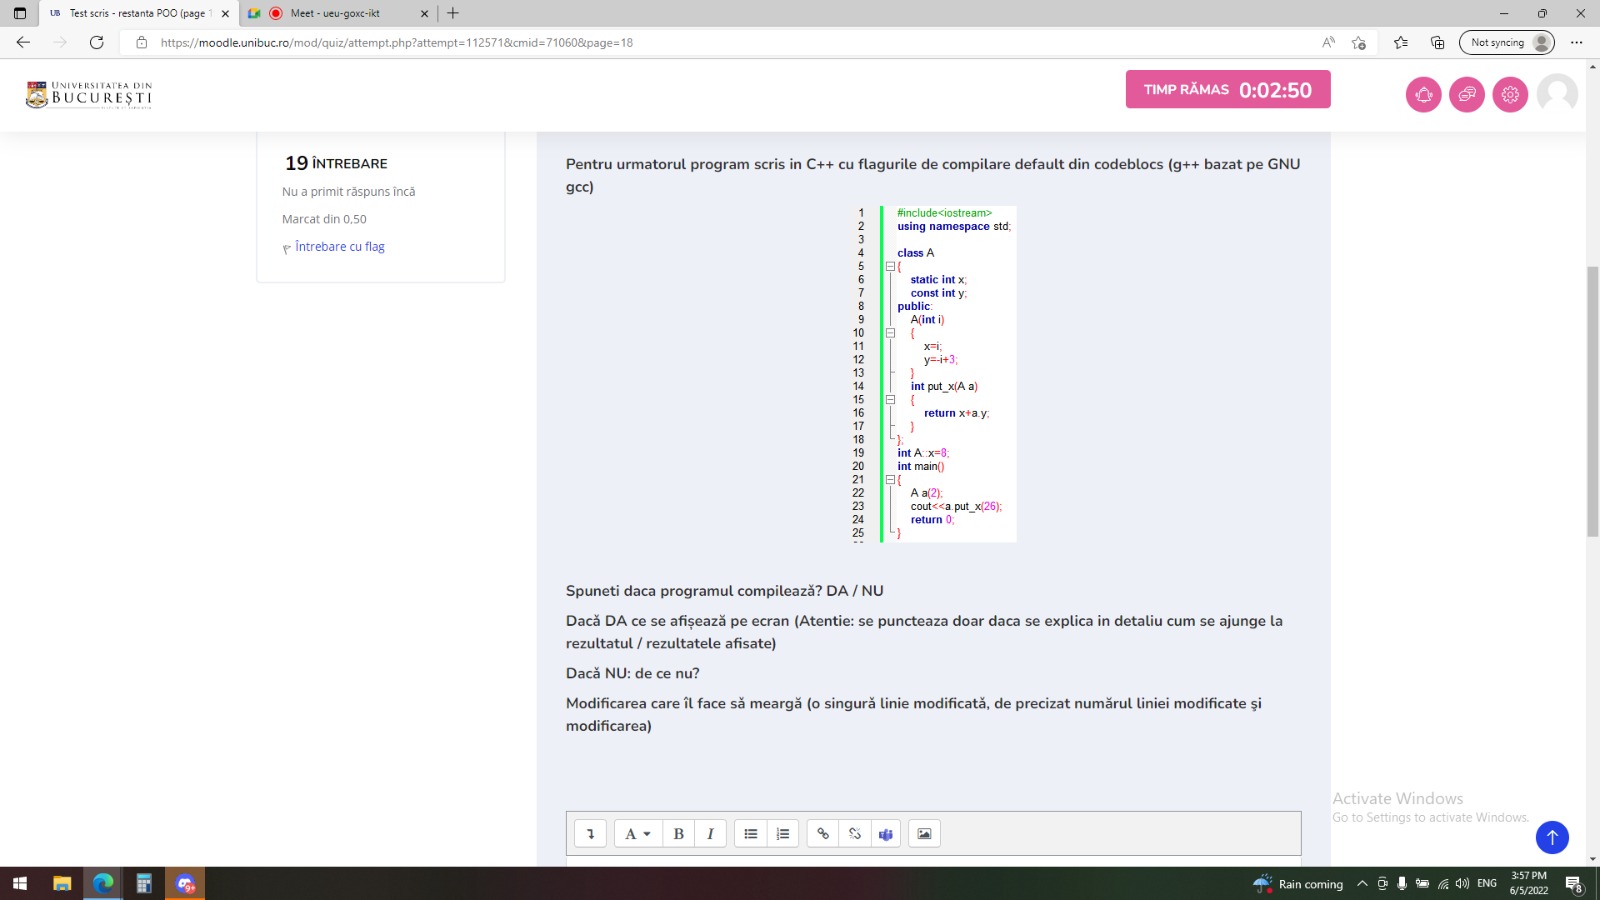 Test scris - restanta POO (page 1
Meet - ueu-goxc-ikt
https://moodle.unibuc.ro/mod/quiz/attempt.php?attempt=112571&cmid=71060&page=18
Not syncing
UNIVERSITATEA DIN
BUCUREȘTI
TIMP RĂMAS 0:02:50
19 ÎNTREBARE
Nu a primit răspuns încă
Marcat din 0,50
Întrebare cu flag
Pentru urmatorul program scris in C++ cu flagurile de compilare default din codeblocs (g++ bazat pe GNU
gcc)
1 #include<iostream>
2 using namespace std;
3
4 class A
5 {
6 static int x;
7 const int y;
8 public:
9 A(int i)
10 {
11 x=i;
12 y=-i+3;
13 }
14 int put_x(A a)
15 {
16 return x+a.y;
17 }
18 };
19 int A::x=8;
20 int main()
21 {
22 A a(2);
23 cout<<a.put_x(26);
24 return 0;
25 }
Spuneti daca programul compilează? DA / NU
Dacă DA ce se afișează pe ecran (Atentie: se puncteaza doar daca se explica in detaliu cum se ajunge la
rezultatul / rezultatele afisate)
Dacă NU: de ce nu?
Modificarea care îl face să meargă (o singură linie modificată, de precizat numărul liniei modificate şi
modificarea)
A B I
Activate Windows
Go to Settings to activate Windows.
Rain coming
ENG
3:57 PM
6/5/2022